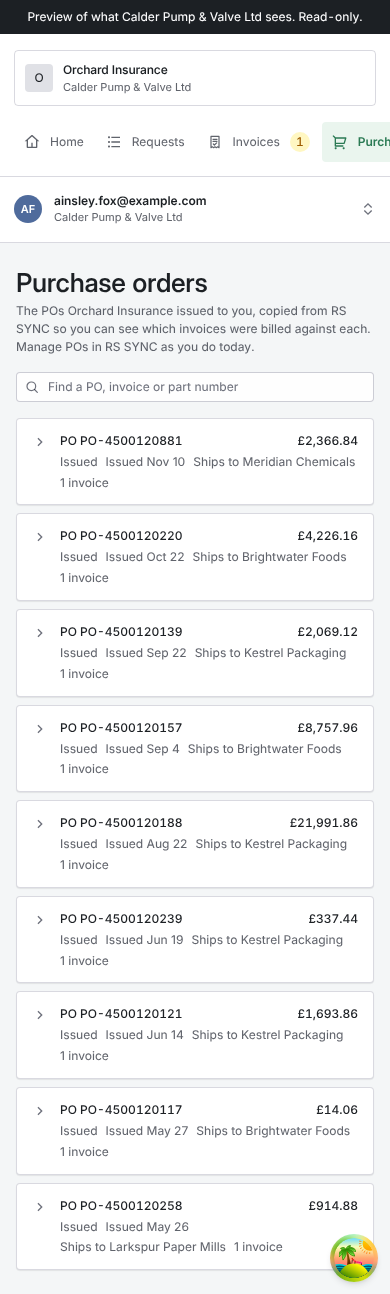 Preview of what Calder Pump & Valve Ltd sees. Read-only.
O
Orchard Insurance
Calder Pump & Valve Ltd
Home Requests Invoices 1 Purch
AF
ainsley.fox@example.com
Calder Pump & Valve Ltd
Purchase orders
The POs Orchard Insurance issued to you, copied from RS
SYNC so you can see which invoices were billed against each.
Manage POs in RS SYNC as you do today.
Find a PO, invoice or part number
PO PO-4500120881 £2,366.84
Issued Issued Nov 10 Ships to Meridian Chemicals
1 invoice
PO PO-4500120220 £4,226.16
Issued Issued Oct 22 Ships to Brightwater Foods
1 invoice
PO PO-4500120139 £2,069.12
Issued Issued Sep 22 Ships to Kestrel Packaging
1 invoice
PO PO-4500120157 £8,757.96
Issued Issued Sep 4 Ships to Brightwater Foods
1 invoice
PO PO-4500120188 £21,991.86
Issued Issued Aug 22 Ships to Kestrel Packaging
1 invoice
PO PO-4500120239 £337.44
Issued Issued Jun 19 Ships to Kestrel Packaging
1 invoice
PO PO-4500120121 £1,693.86
Issued Issued Jun 14 Ships to Kestrel Packaging
1 invoice
PO PO-4500120117 £14.06
Issued Issued May 27 Ships to Brightwater Foods
1 invoice
PO PO-4500120258 £914.88
Issued Issued May 26
Ships to Larkspur Paper Mills 1 invoice